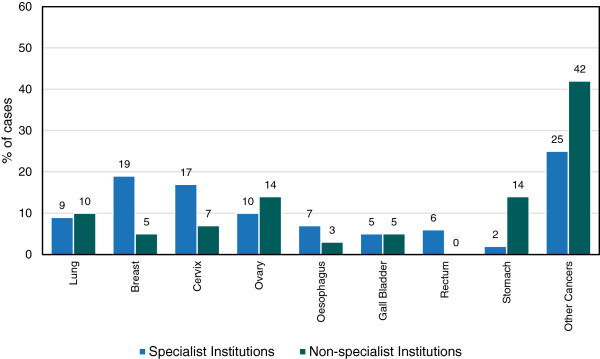 60
50
40
30
20
10
0
% of cases
9 10
19 5
17 7
10 14
7 3
5 5
6 0
2 14
25 42
Lung
Breast
Cervix
Ovary
Oesophagus
Gall Bladder
Rectum
Stomach
Other Cancers
Specialist Institutions Non-specialist Institutions